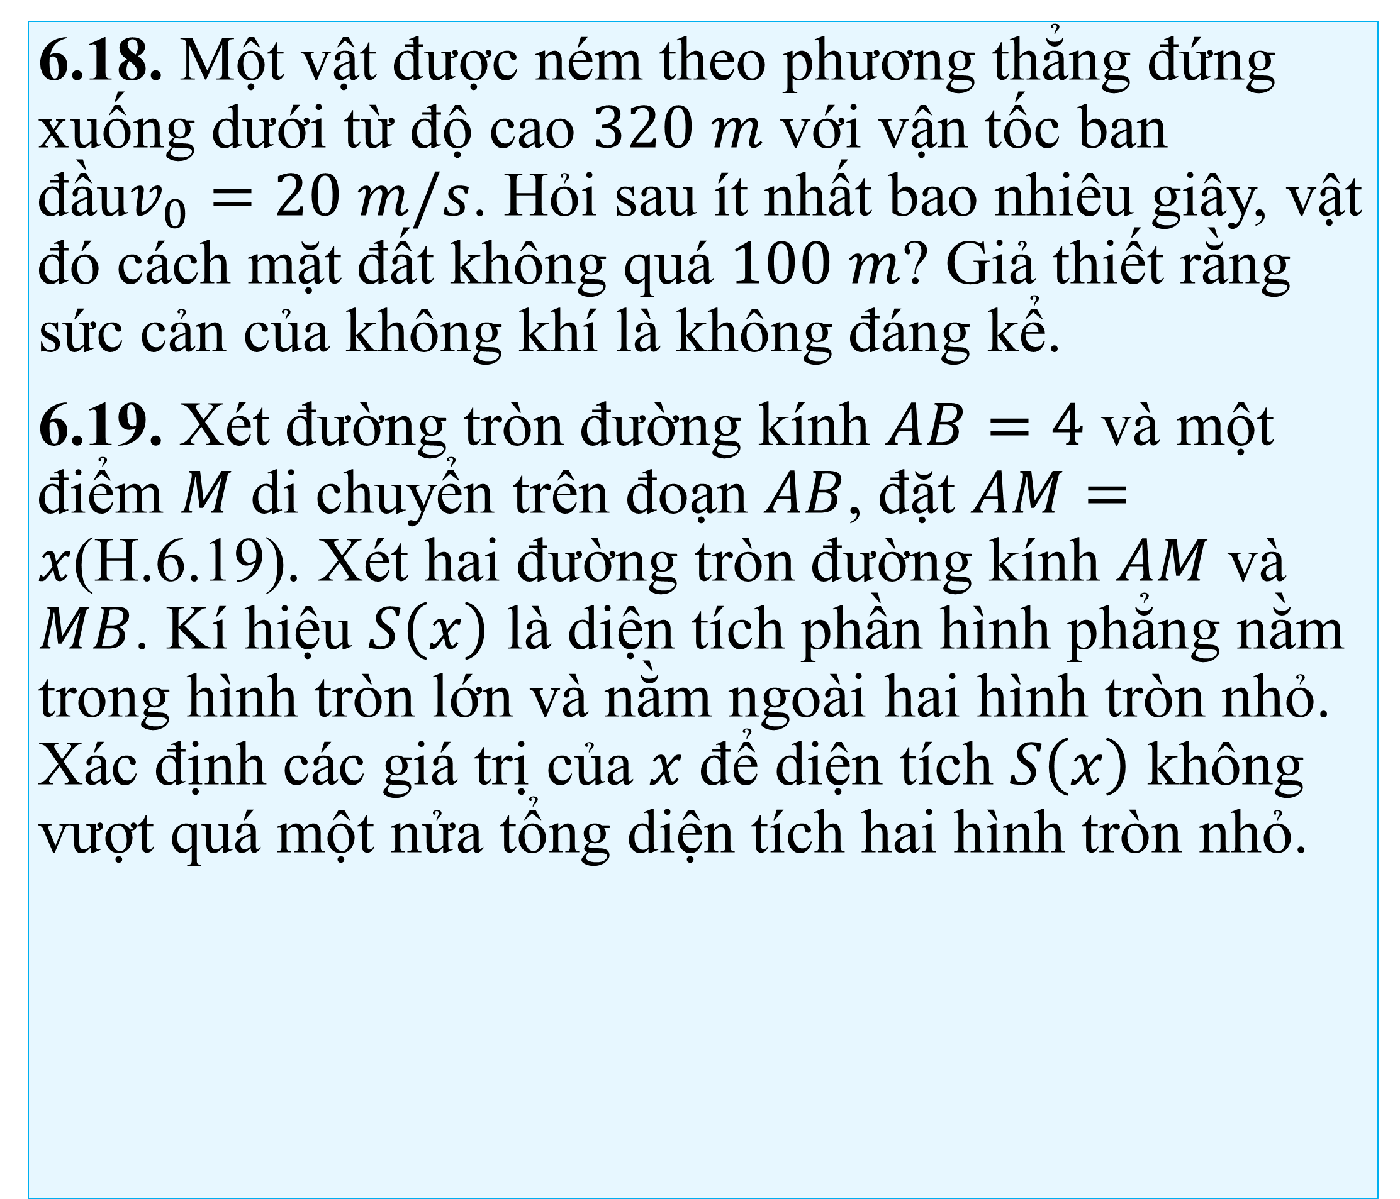 6.18. Một vật được ném theo phương thẳng đứng
xuống dưới từ độ cao 320 m với vận tốc ban
đầuv₀ = 20 m/s. Hỏi sau ít nhất bao nhiêu giây, vật
đó cách mặt đất không quá 100 m? Giả thiết rằng
sức cản của không khí là không đáng kể.
6.19. Xét đường tròn đường kính AB = 4 và một
điểm M di chuyển trên đoạn AB, đặt AM =
x(H.6.19). Xét hai đường tròn đường kính AM và
MB. Kí hiệu S(x) là diện tích phần hình phẳng nằm
trong hình tròn lớn và nằm ngoài hai hình tròn nhỏ.
Xác định các giá trị của x để diện tích S(x) không
vượt quá một nửa tổng diện tích hai hình tròn nhỏ.